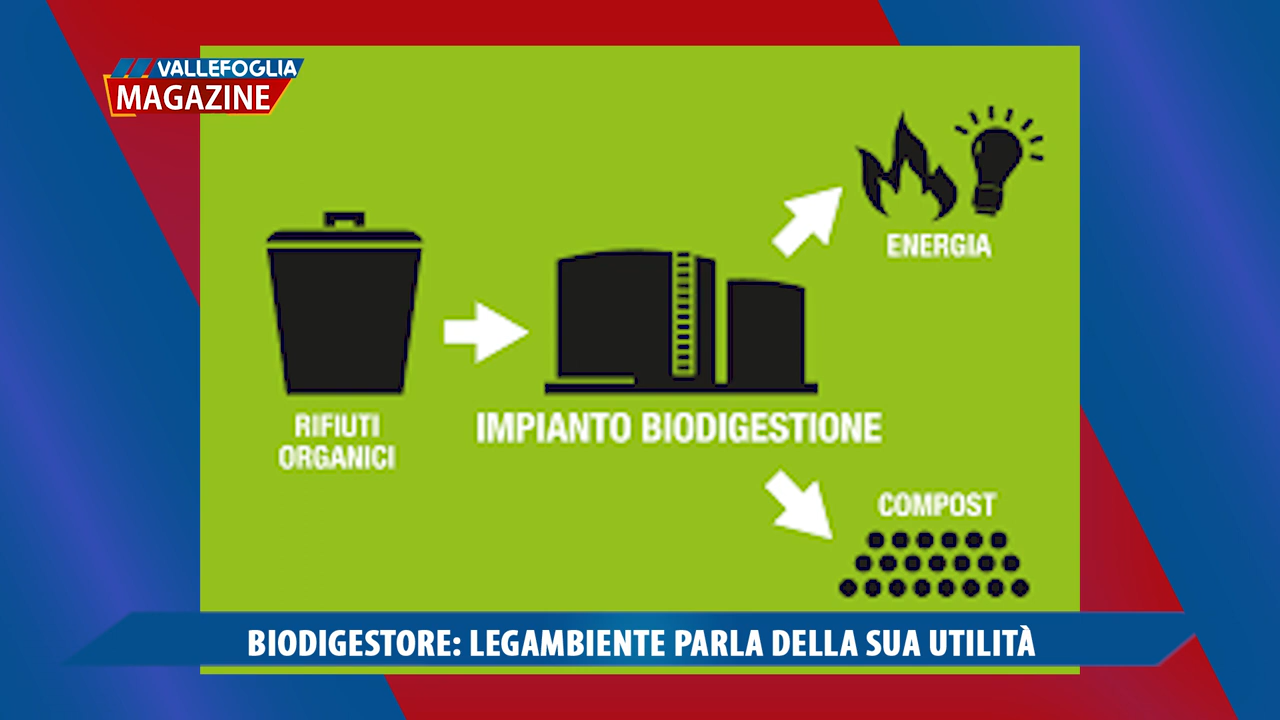 VALLEFOGLIA
MAGAZINE
ENERGIA
RIFIUTI
ORGANICI
IMPIANTO BIODIGESTIONE
COMPOST
BIODIGESTORE: LEGAMBIENTE PARLA DELLA SUA UTILITÀ